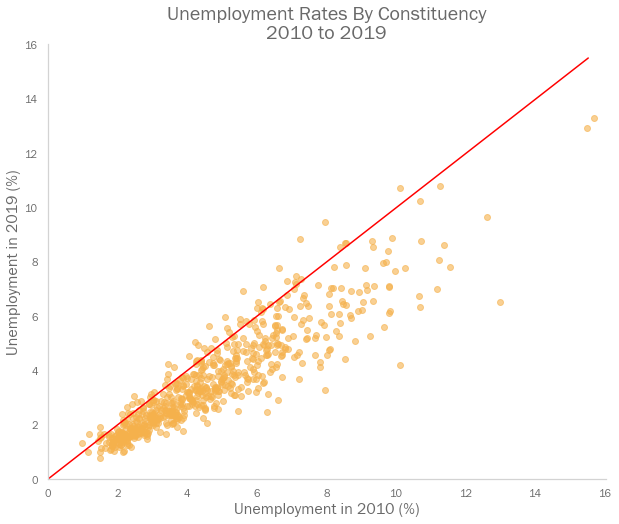 Unemployment Rates By Constituency
2010 to 2019
Unemployment in 2019 (%)
16
14
12
10
8
6
4
2
0
0 2 4 6 8 10 12 14 16
Unemployment in 2010 (%)